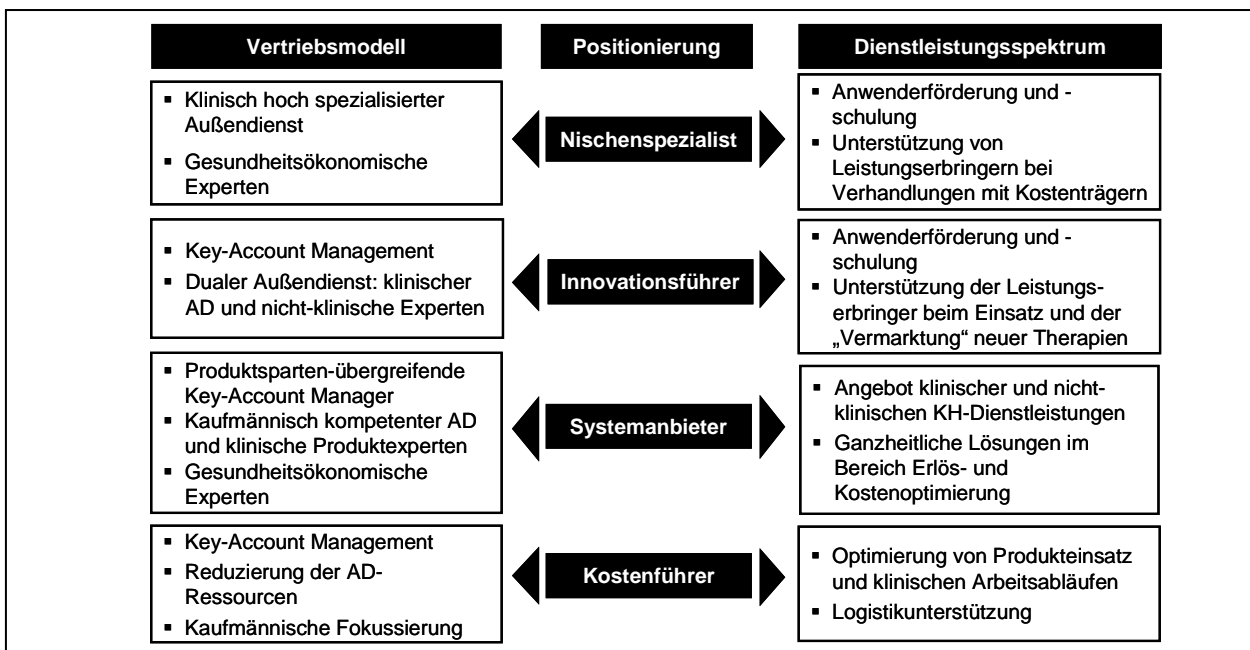 Vertriebsmodell
Positionierung
Dienstleistungsspektrum
▪ Klinisch hoch spezialisierter
Außendienst
▪ Gesundheitsökonomische
Experten
Nischenspezialist
▪ Anwenderförderung und -
schulung
▪ Unterstützung von
Leistungserbringern bei
Verhandlungen mit Kostenträgern
▪ Key-Account Management
▪ Dualer Außendienst: klinischer
AD und nicht-klinische Experten
Innovationsführer
▪ Anwenderförderung und -
schulung
▪ Unterstützung der Leistungs-
erbringer beim Einsatz und der
„Vermarktung“ neuer Therapien
▪ Produktsparten-übergreifende
Key-Account Manager
▪ Kaufmännisch kompetenter AD
und klinische Produktexperten
▪ Gesundheitsökonomische
Experten
Systemanbieter
▪ Angebot klinischer und nicht-
klinischen KH-Dienstleistungen
▪ Ganzheitliche Lösungen im
Bereich Erlös- und
Kostenoptimierung
▪ Key-Account Management
▪ Reduzierung der AD-
Ressourcen
▪ Kaufmännische Fokussierung
Kostenführer
▪ Optimierung von Produkteinsatz
und klinischen Arbeitsabläufen
▪ Logistikunterstützung